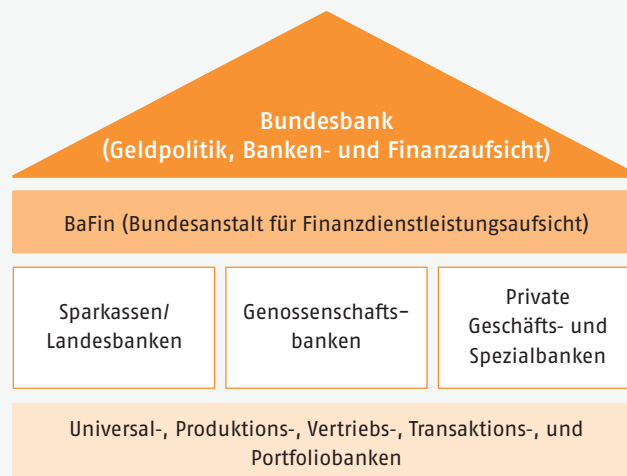 Bundesbank
(Geldpolitik, Banken- und Finanzaufsicht)
BaFin (Bundesanstalt für Finanzdienstleistungsaufsicht)
Sparkassen/
Landesbanken
Genossenschafts-
banken
Private
Geschäfts- und
Spezialbanken
Universal-, Produktions-, Vertriebs-, Transaktions-, und
Portfoliobanken